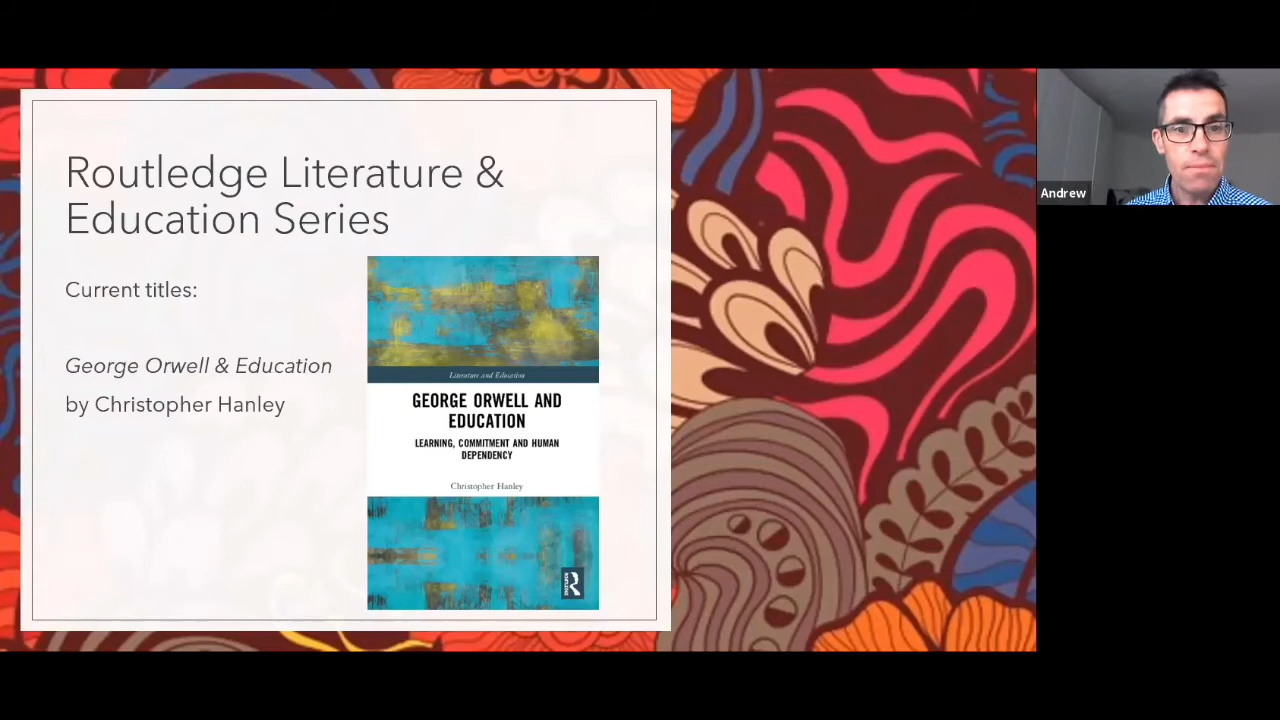 Routledge Literature &
Education Series
Current titles:
George Orwell & Education
by Christopher Hanley
Literature and Education
GEORGE ORWELL AND
EDUCATION
LEARNING, COMMITMENT AND HUMAN
DEPENDENCY
Christopher Hanley
ROUTLEDGE
Andrew